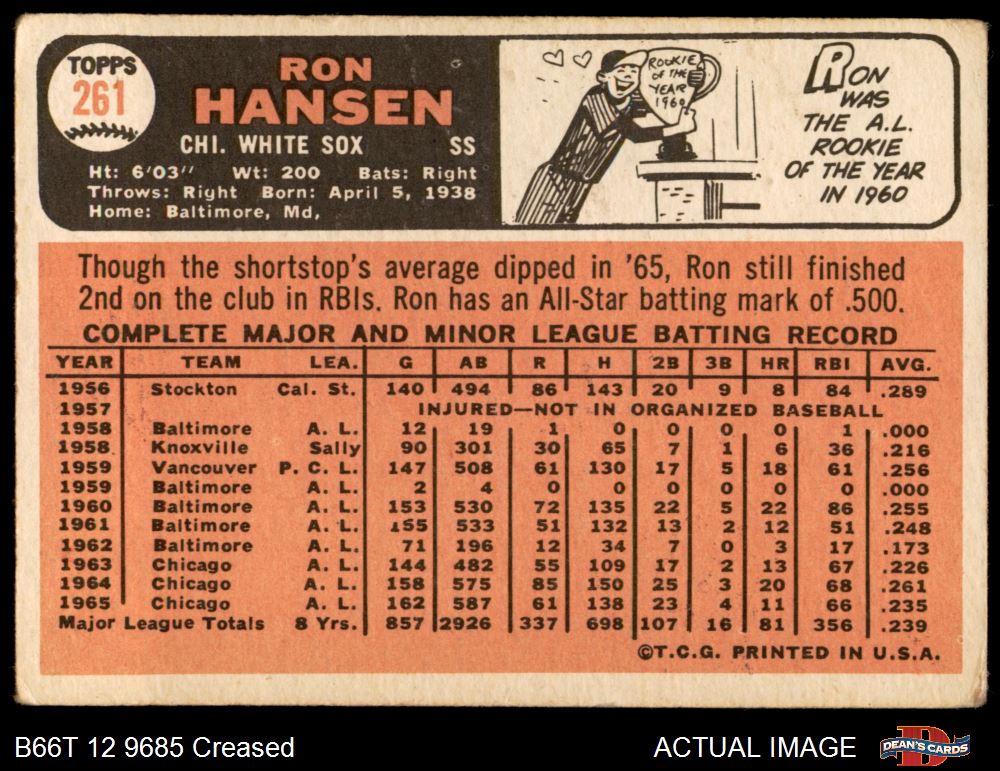 TOPPS
261
RON
HANSEN
CHI. WHITE SOX SS
Ht: 6'03" Wt: 200 Bats: Right
Throws: Right Born: April 5, 1938
Home: Baltimore, Md,
ROOKIE
OF THE
YEAR
1960
RON
WAS
THE A.L.
ROOKIE
OF THE YEAR
IN 1960
Though the shortstop's average dipped in '65, Ron still finished
2nd on the club in RBIs. Ron has an All-Star batting mark of .500.
COMPLETE MAJOR AND MINOR LEAGUE BATTING RECORD
YEAR TEAM LEA. G AB R H 2B 3B HR RBI AVG.
1956 Stockton Cal. St. 140 494 86 143 20 9 8 84 .289
1957 INJURED—NOT IN ORGANIZED BASEBALL
1958 Baltimore A. L. 12 19 1 0 0 0 0 1 .000
1958 Knoxville Sally 90 301 30 65 7 1 6 36 .216
1959 Vancouver P. C. L. 147 508 61 130 17 5 18 61 .256
1959 Baltimore A. L. 2 4 0 0 0 0 0 0 .000
1960 Baltimore A. L. 153 530 72 135 22 5 22 86 .255
1961 Baltimore A. L. 155 533 51 132 13 2 12 51 .248
1962 Baltimore A. L. 71 196 12 34 7 0 3 17 .173
1963 Chicago A. L. 144 482 55 109 17 2 13 67 .226
1964 Chicago A. L. 158 575 85 150 25 3 20 68 .261
1965 Chicago A. L. 162 587 61 138 23 4 11 66 .235
Major League Totals 8 Yrs. 857 2926 337 698 107 16 81 356 .239
©T.C.G. PRINTED IN U.S.A.
B66T 12 9685 Creased
ACTUAL IMAGE
DEAN'S CARDS